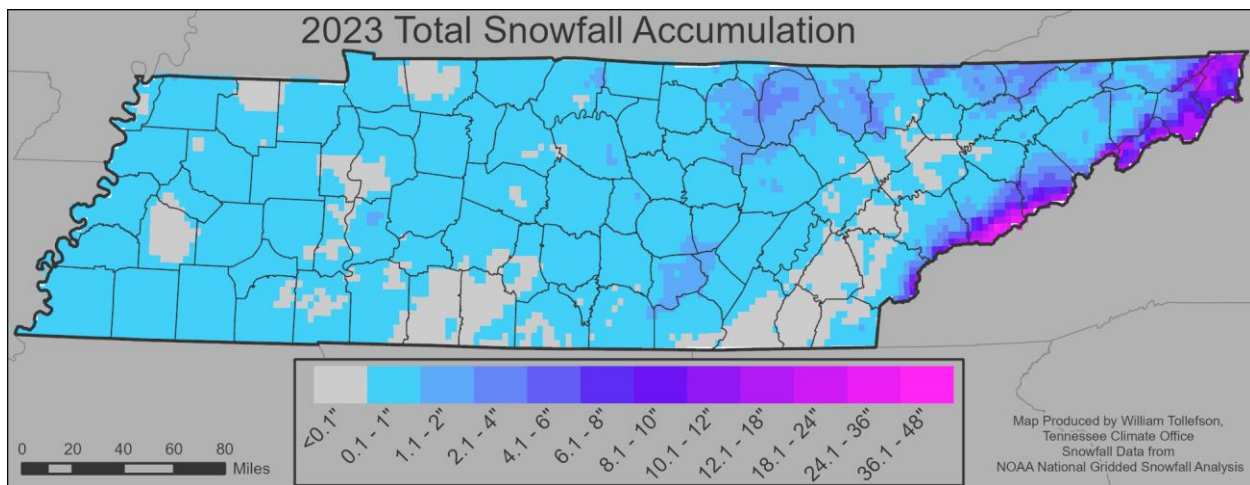 2023 Total Snowfall Accumulation
<0.1"
0.1 - 1"
1.1 - 2"
2.1 - 4"
4.1 - 6"
6.1 - 8"
8.1 - 10"
10.1 - 12"
12.1 - 18"
18.1 - 24"
24.1 - 36"
36.1 - 48"
0 20 40 60 80
Miles
Map Produced by William Tollefson,
Tennessee Climate Office
Snowfall Data from
NOAA National Gridded Snowfall Analysis